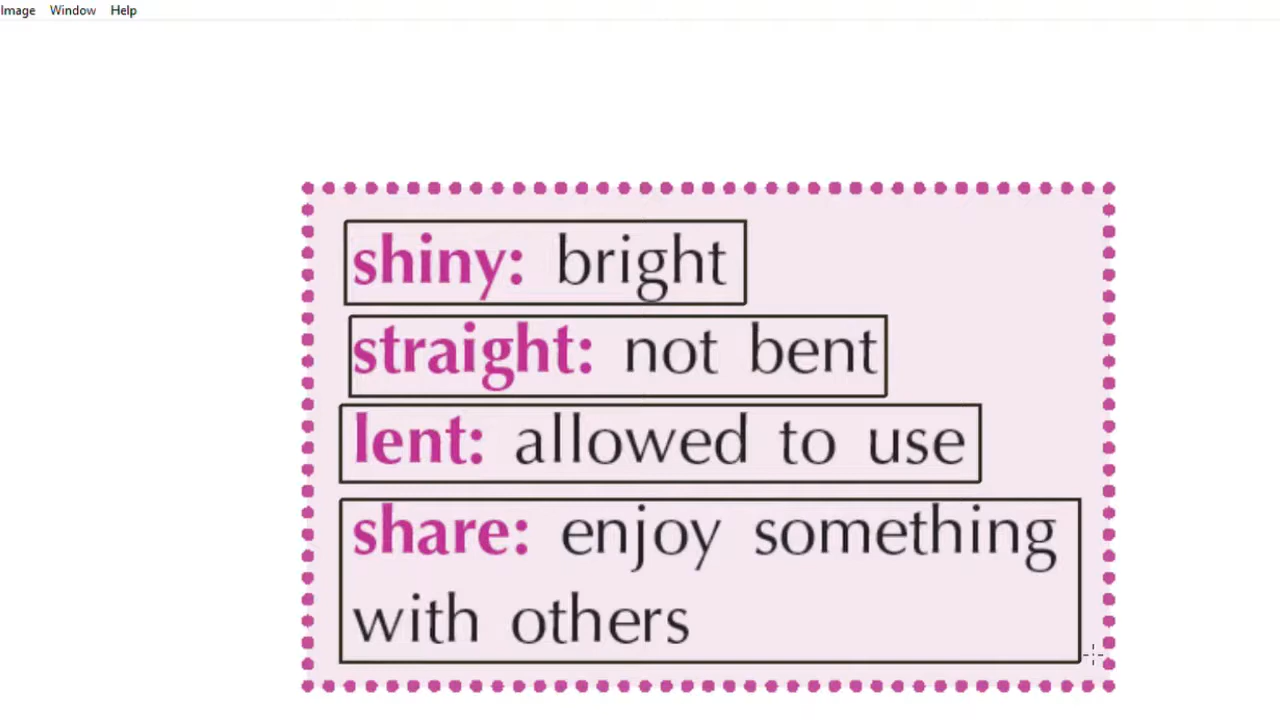 Image Window Help
shiny: bright
straight: not bent
lent: allowed to use
share: enjoy something
with others